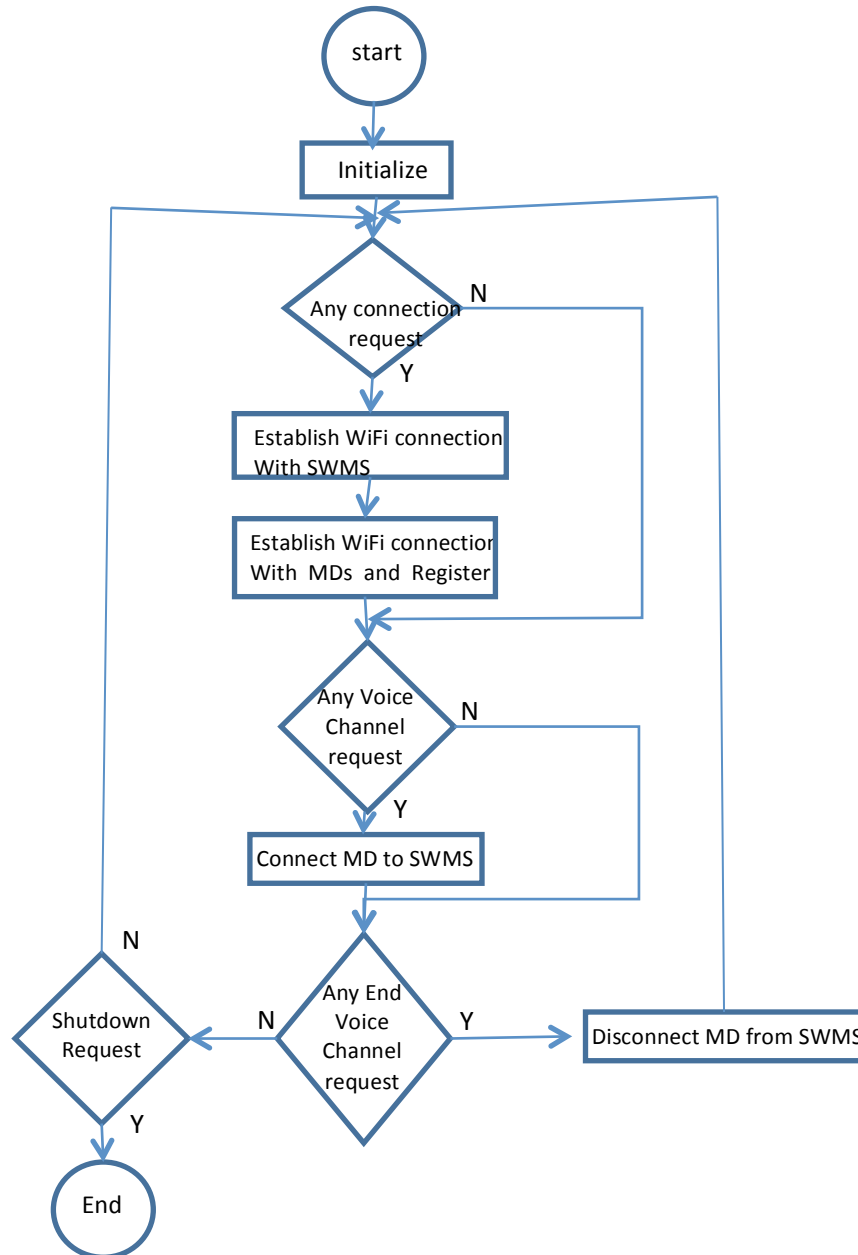 start
Initialize
Any connection
request
N
Y
Establish WiFi connection
With SWMS
Establish WiFi connection
With MDs and Register
Any Voice
Channel
request
N
Y
Connect MD to SWMS
Any End
Voice
Channel
request
N
Y
Disconnect MD from SWMS
Shutdown
Request
N
Y
End